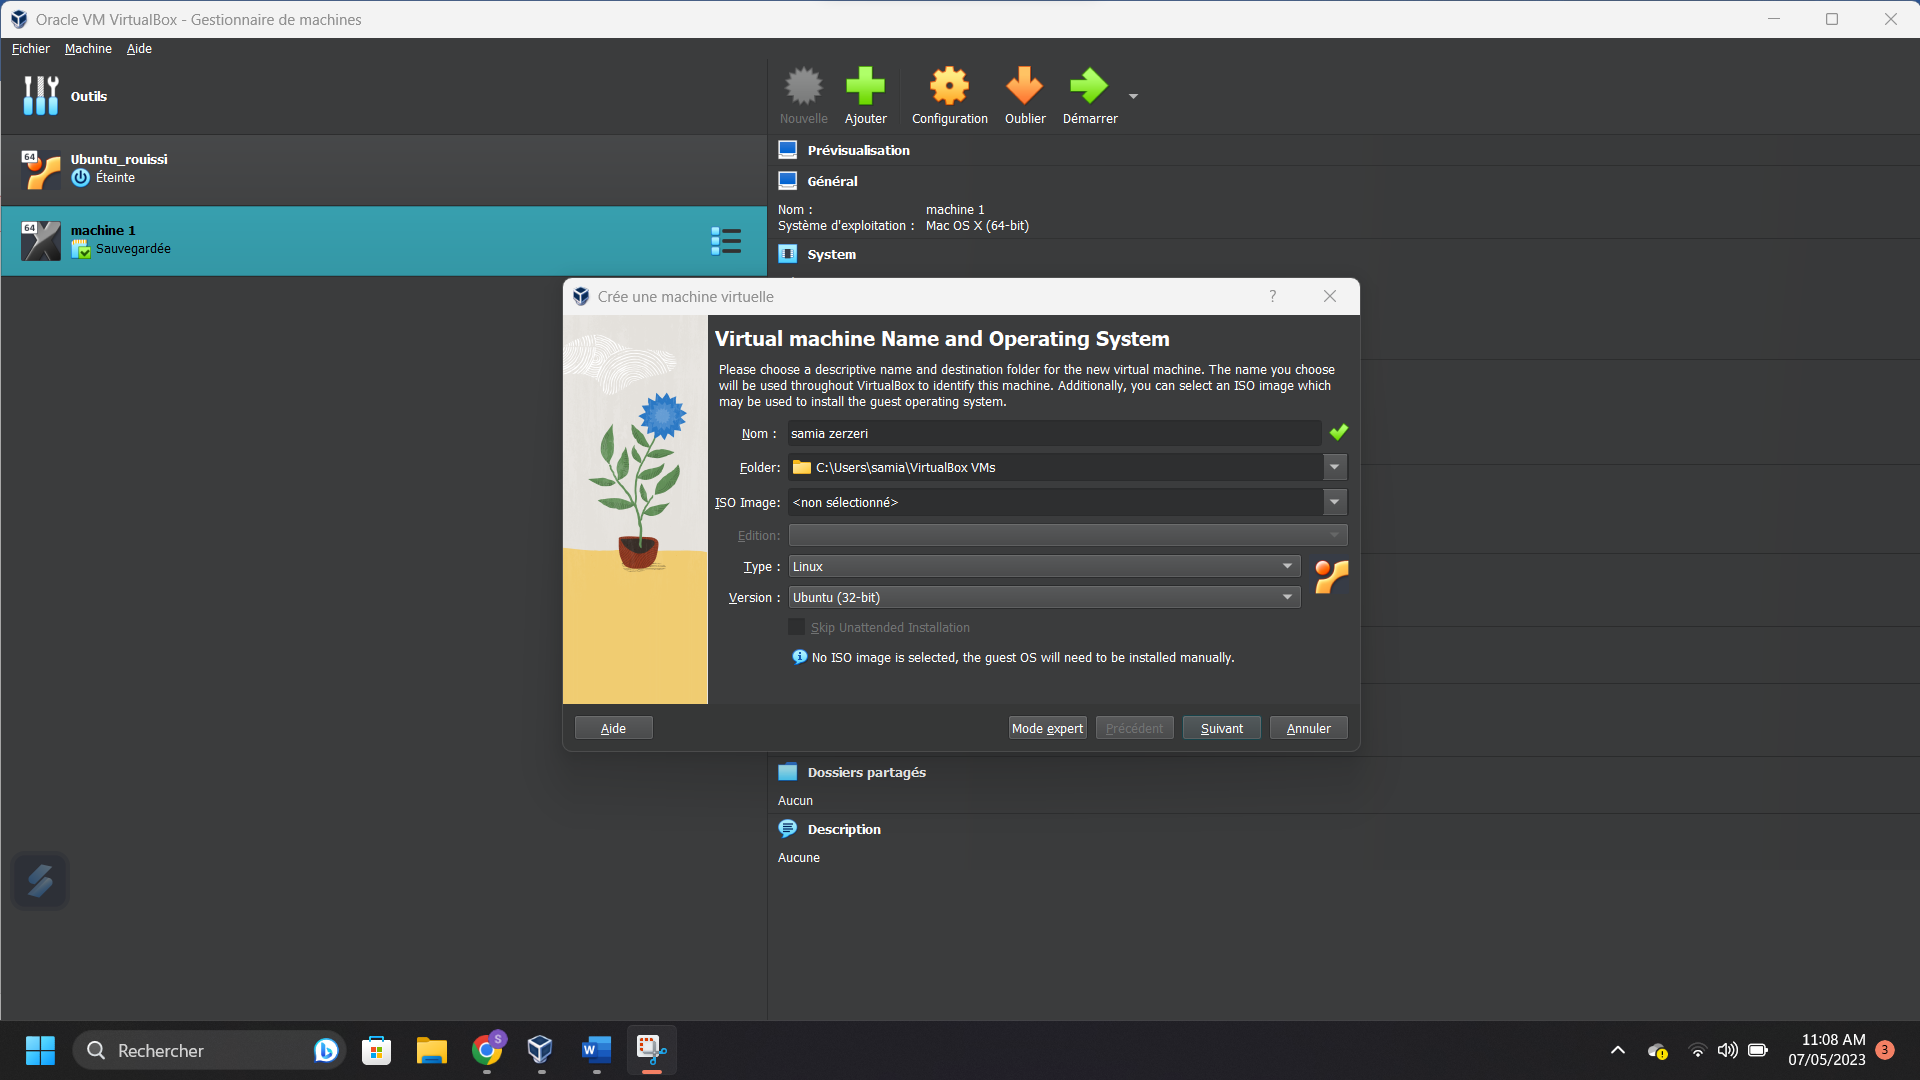 Oracle VM VirtualBox - Gestionnaire de machines
Fichier Machine Aide
Outils
Nouvelle Ajouter Configuration Oublier Démarrer
64
Ubuntu_rouissi
Éteinte
64
machine 1
Sauvegardée
Prévisualisation
Général
Nom : machine 1
Système d'exploitation : Mac OS X (64-bit)
System
Crée une machine virtuelle
?
Virtual machine Name and Operating System
Please choose a descriptive name and destination folder for the new virtual machine. The name you choose
will be used throughout VirtualBox to identify this machine. Additionally, you can select an ISO image which
may be used to install the guest operating system.
Nom : samia zerzeri
Folder: C:\Users\samia\VirtualBox VMs
ISO Image: <non sélectionné>
Edition:
Type : Linux
Version : Ubuntu (32-bit)
Skip Unattended Installation
No ISO image is selected, the guest OS will need to be installed manually.
Aide Mode expert Précédent Suivant Annuler
Dossiers partagés
Aucun
Description
Aucune
Rechercher
S
W
11:08 AM
07/05/2023
3